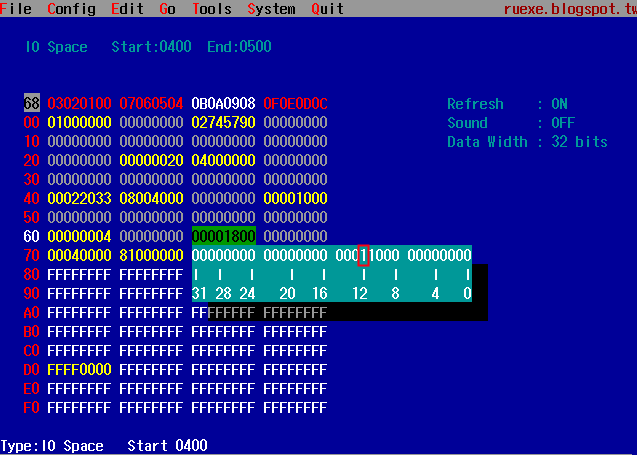 File  Config  Edit  Go  Tools  System  Quit  ruexe.blogspot.tw
IO Space   Start:0400  End:0500
68 03020100 07060504 0B0A0908 0F0E0D0C  Refresh    : ON
00 01000000 00000000 02745790 00000000  Sound      : OFF
10 00000000 00000000 00000000 00000000  Data Width : 32 bits
20 00000000 00000020 04000000 00000000
30 00000000 00000000 00000000 00000000
40 00022033 08004000 00000000 00001000
50 00000000 00000000 00000000 00000000
60 00000004 00000000 00001800 00000000
70 00040000 81000000 00000000 00000000 00011000 00000000
80 FFFFFFFF FFFFFFFF
90 FFFFFFFF FFFFFFFF 31 28 24 20 16 12 8 4 0
A0 FFFFFFFF FFFFFFFF FFFFFFFF FFFFFFFF
B0 FFFFFFFF FFFFFFFF FFFFFFFF FFFFFFFF
C0 FFFFFFFF FFFFFFFF FFFFFFFF FFFFFFFF
D0 FFFF0000 FFFFFFFF FFFFFFFF FFFFFFFF
E0 FFFFFFFF FFFFFFFF FFFFFFFF FFFFFFFF
F0 FFFFFFFF FFFFFFFF FFFFFFFF FFFFFFFF
Type:IO Space   Start 0400